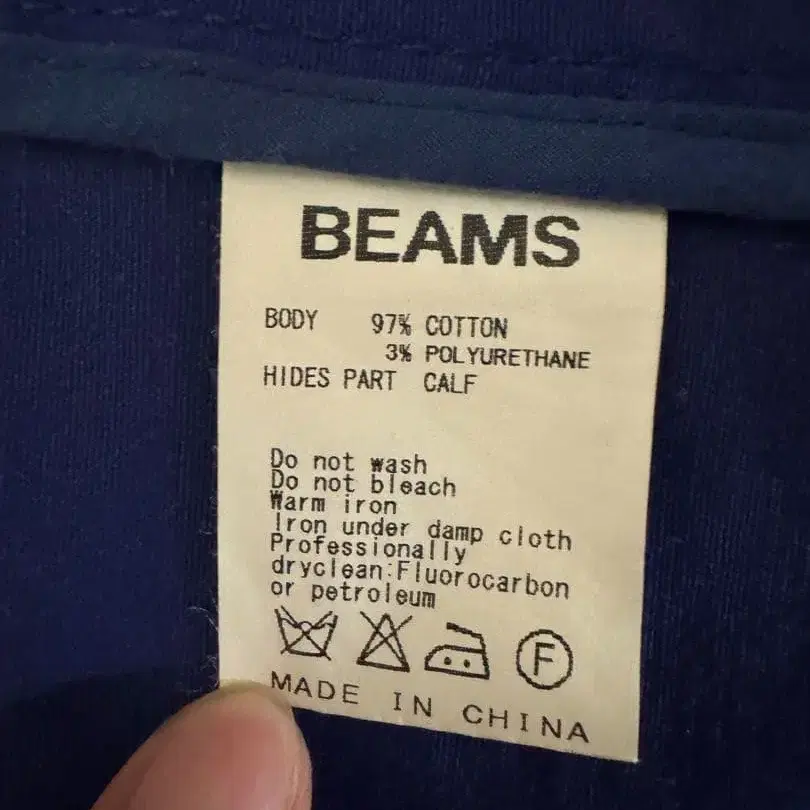 BEAMS
BODY 97% COTTON
3% POLYURETHANE
HIDES PART CALF
Do not wash
Do not bleach
Warm iron
Iron under damp cloth
Professionally
dryclean:Fluorocarbon
or petroleum
F
MADE IN CHINA